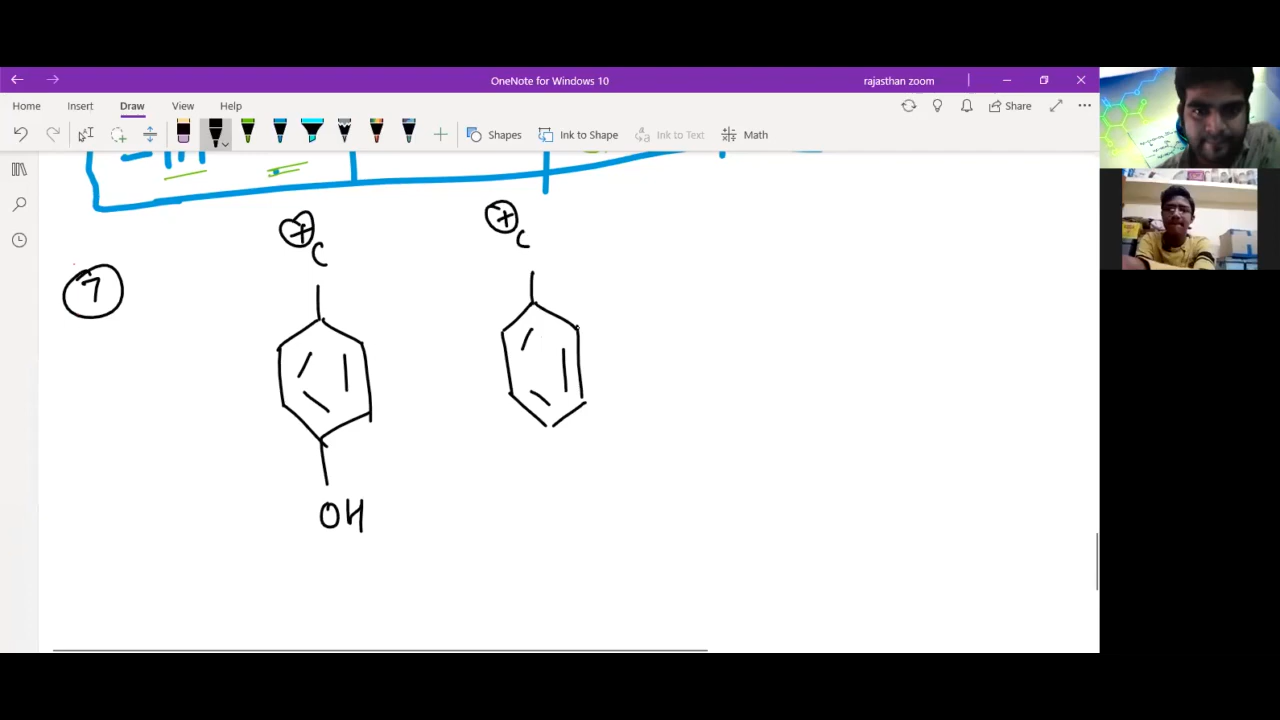 OneNote for Windows 10
rajasthan zoom
Home Insert Draw View Help
Share
Shapes
Ink to Shape
Ink to Text
Math
+ C
+ C
7
OH